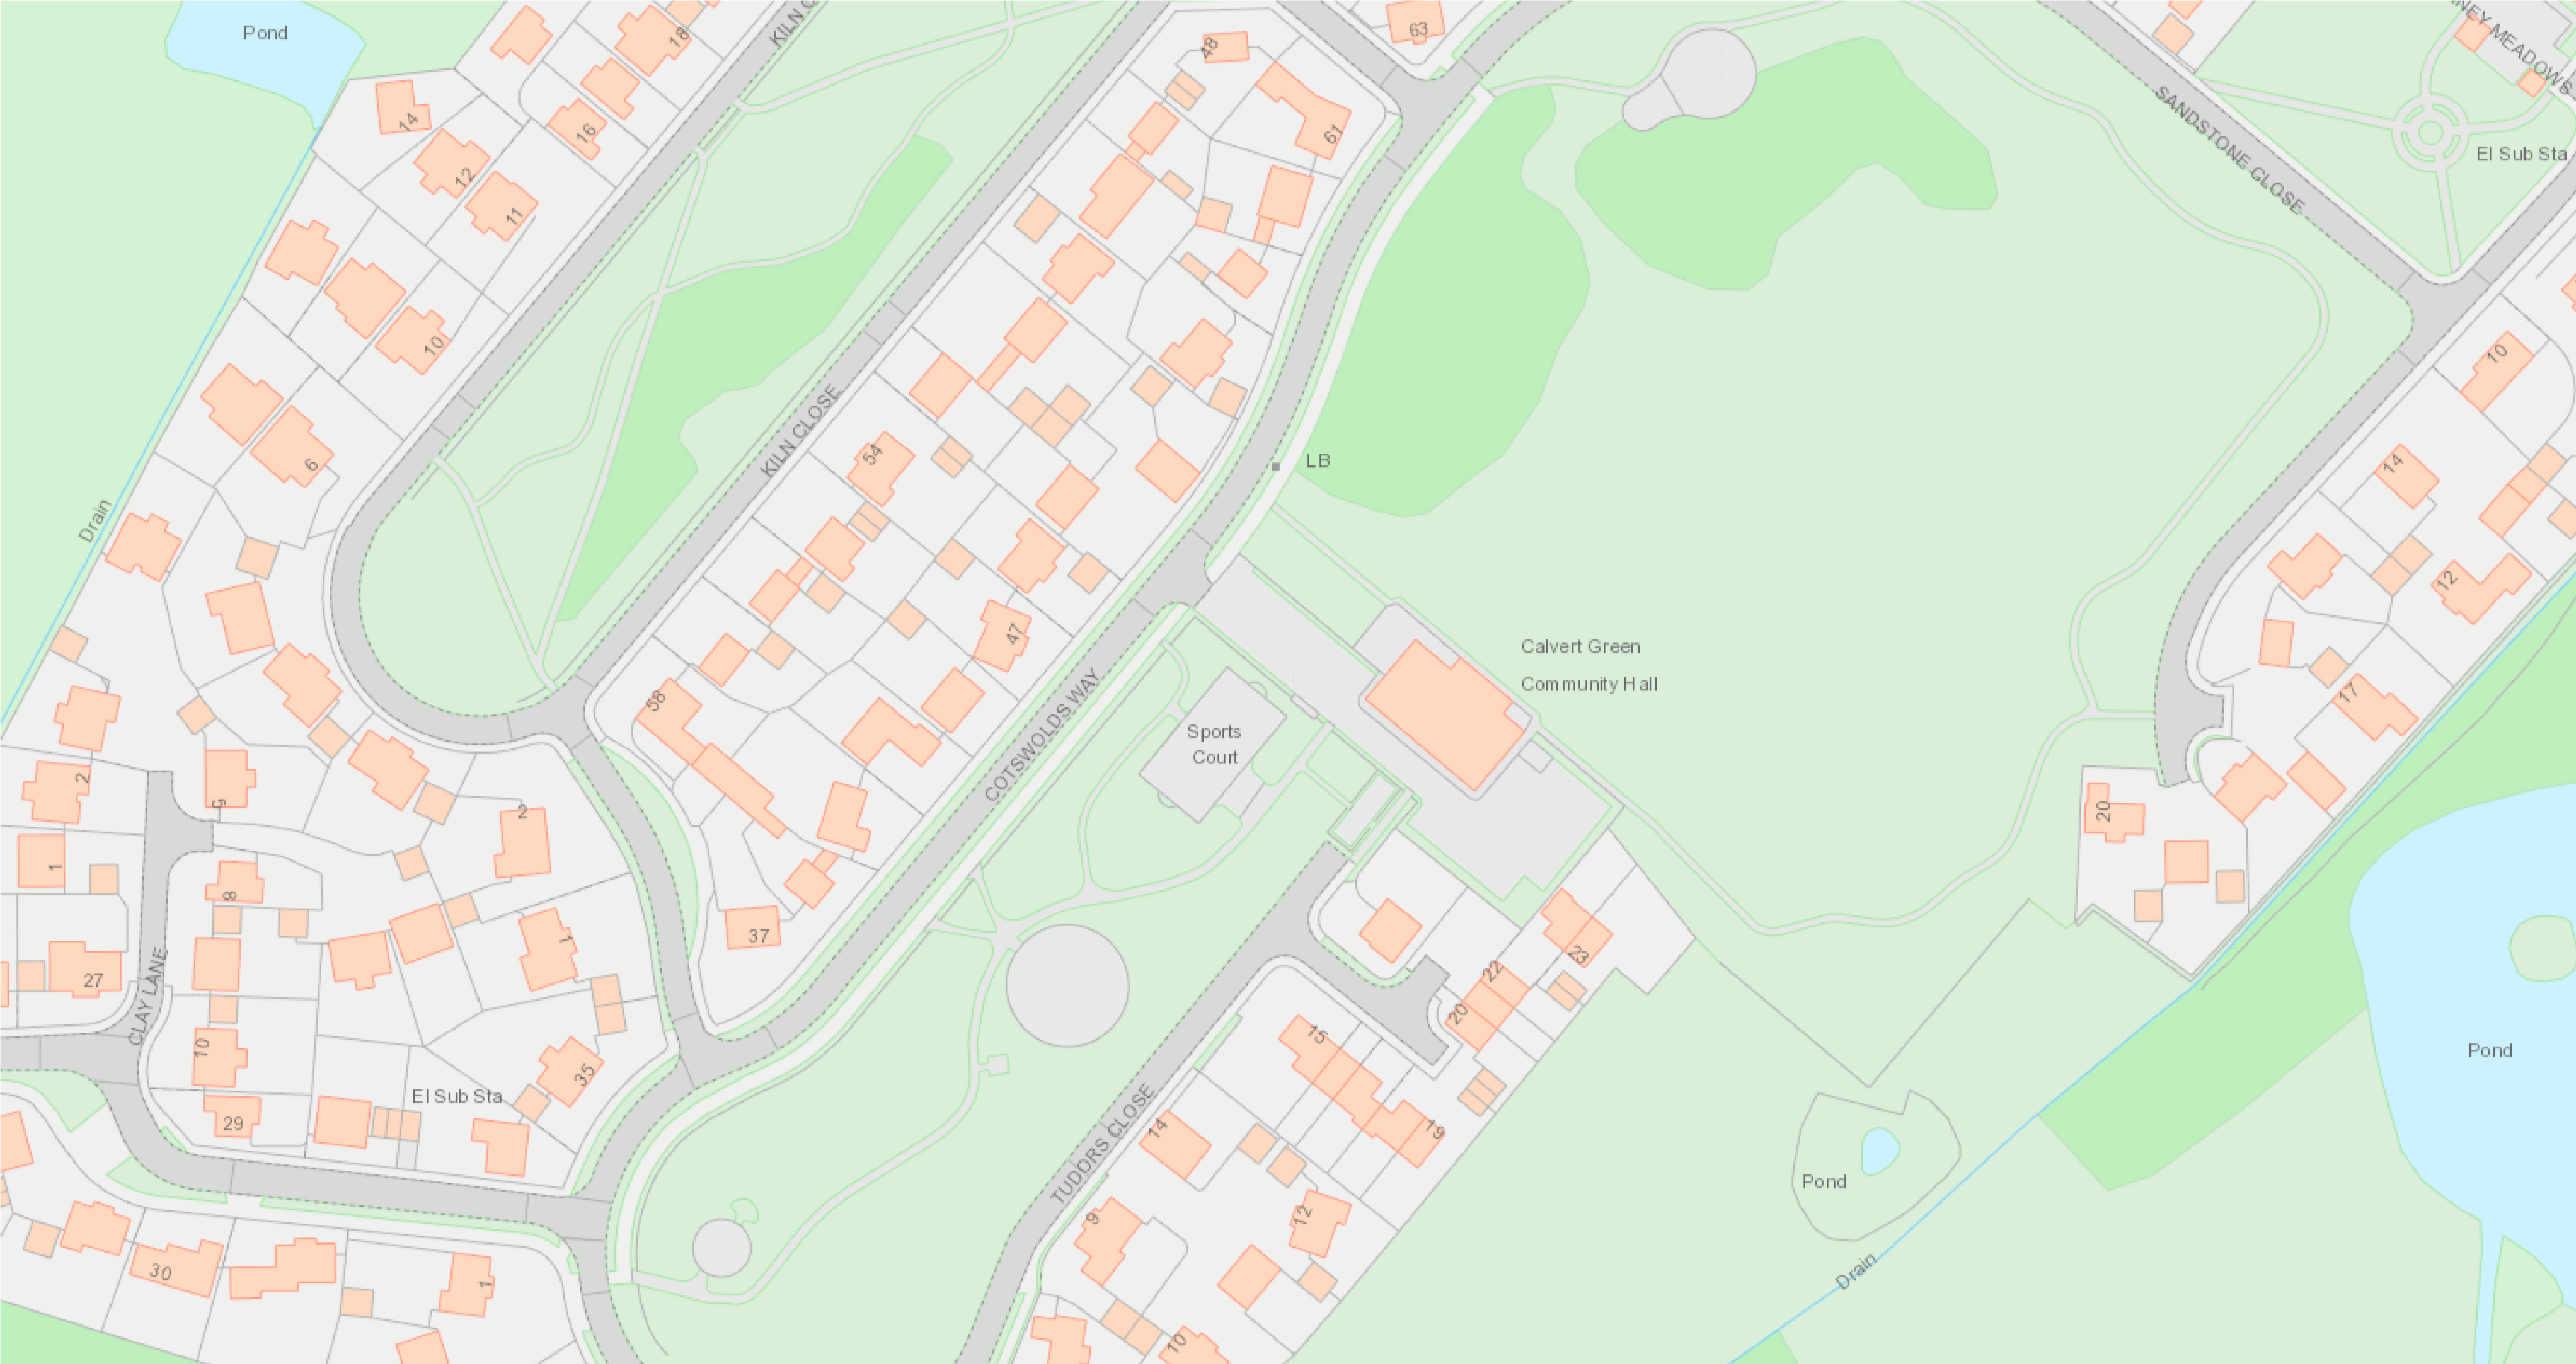 Pond
KILN C
18
48
63
NEY MEADOWS
14
16
61
SANDSTONE CLOSE
El Sub Sta
12
11
10
10
KILN CLOSE
54
LB
14
6
Drain
12
47
Calvert Green
Community Hall
58
17
COTSWOLDS WAY
Sports
Court
2
5
2
20
1
8
37
1
23
27
22
CLAY LANE
20
15
10
35
Pond
El Sub Sta
29
14
19
TUDORS CLOSE
Pond
9
12
30
1
Drain
10